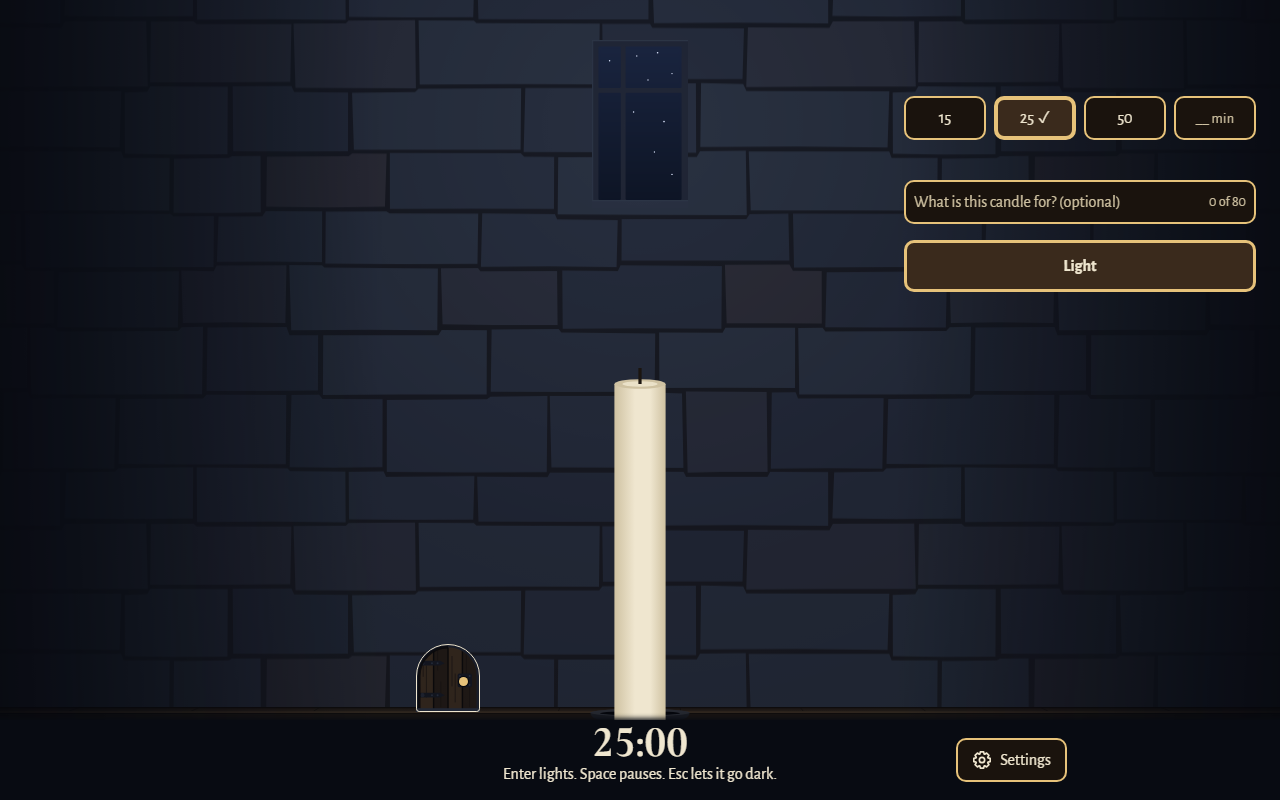 15
25 ✓
50
__ min
What is this candle for? (optional) 0 of 80
Light
25:00
Enter lights. Space pauses. Esc lets it go dark.
Settings